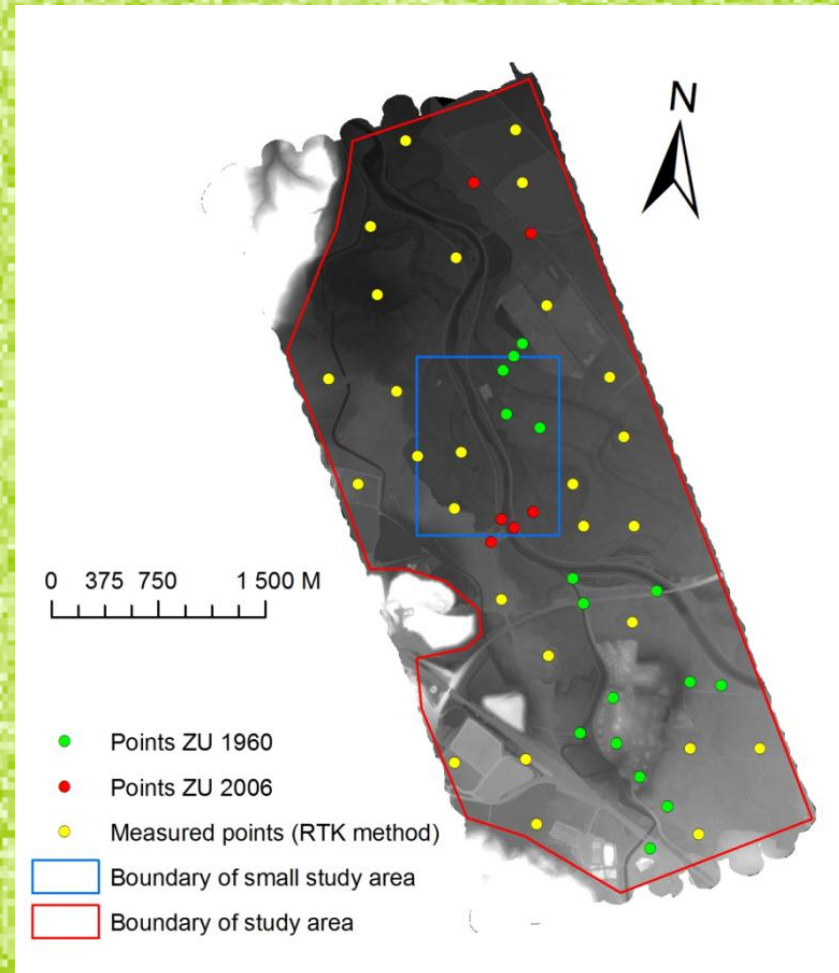 N
0 375 750 1 500 M
Points ZU 1960
Points ZU 2006
Measured points (RTK method)
Boundary of small study area
Boundary of study area